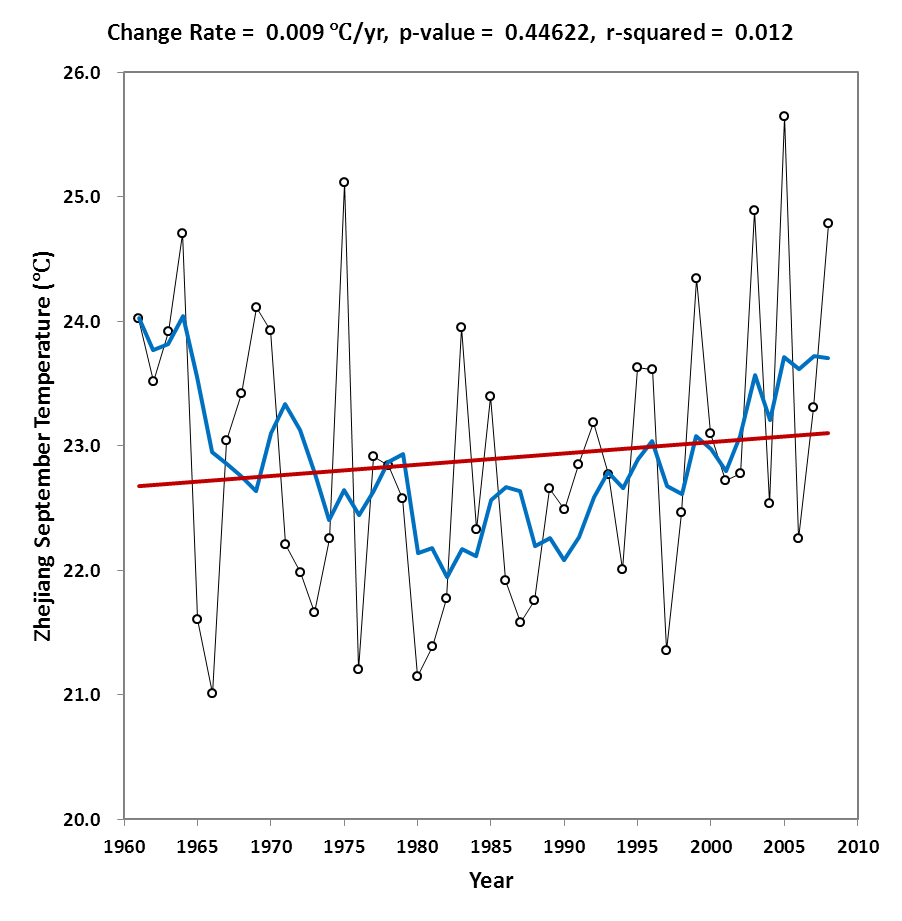 Change Rate = 0.009 ℃/yr, p-value = 0.44622, r-squared = 0.012
26.0
25.0
24.0
23.0
22.0
21.0
20.0
Zhejiang September Temperature (℃)
1960 1965 1970 1975 1980 1985 1990 1995 2000 2005 2010
Year